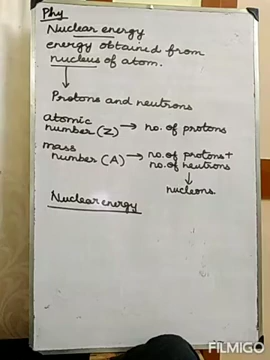 Phy
Nuclear energy
energy obtained from
nucleus of atom.
↓
Protons and neutrons
atomic
number (Z) → no. of protons
mass
number (A) → no. of protons +
no. of neutrons
↓
nucleons
Nuclear energy
FILMIGO